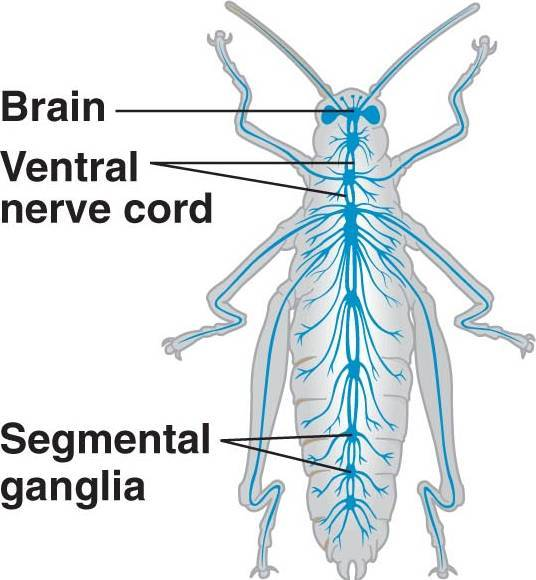 Brain
Ventral
nerve cord
Segmental
ganglia